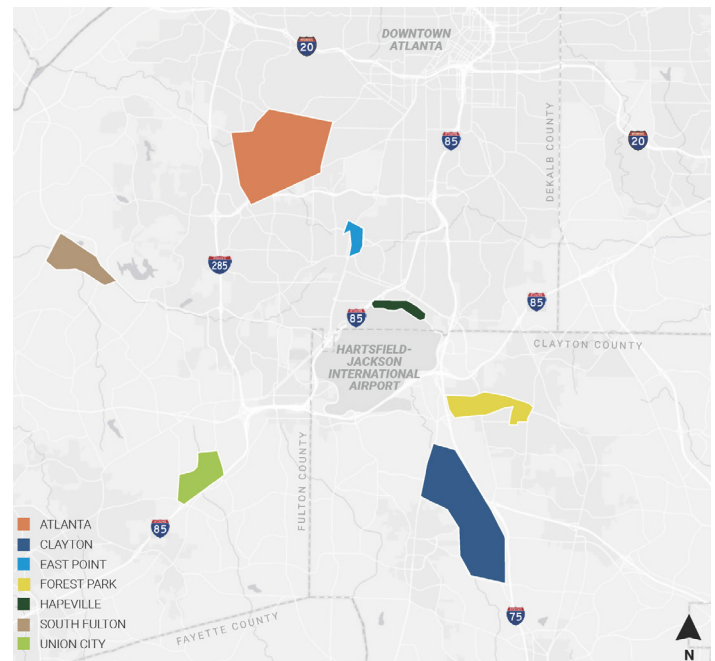 DOWNTOWN
ATLANTA
20
85
20
DEKALB COUNTY
285
85
85
CLAYTON COUNTY
HARTSFIELD-
JACKSON
INTERNATIONAL
AIRPORT
FULTON COUNTY
85
ATLANTA
CLAYTON
EAST POINT
FOREST PARK
HAPEVILLE
SOUTH FULTON
UNION CITY
FAYETTE COUNTY
75
N